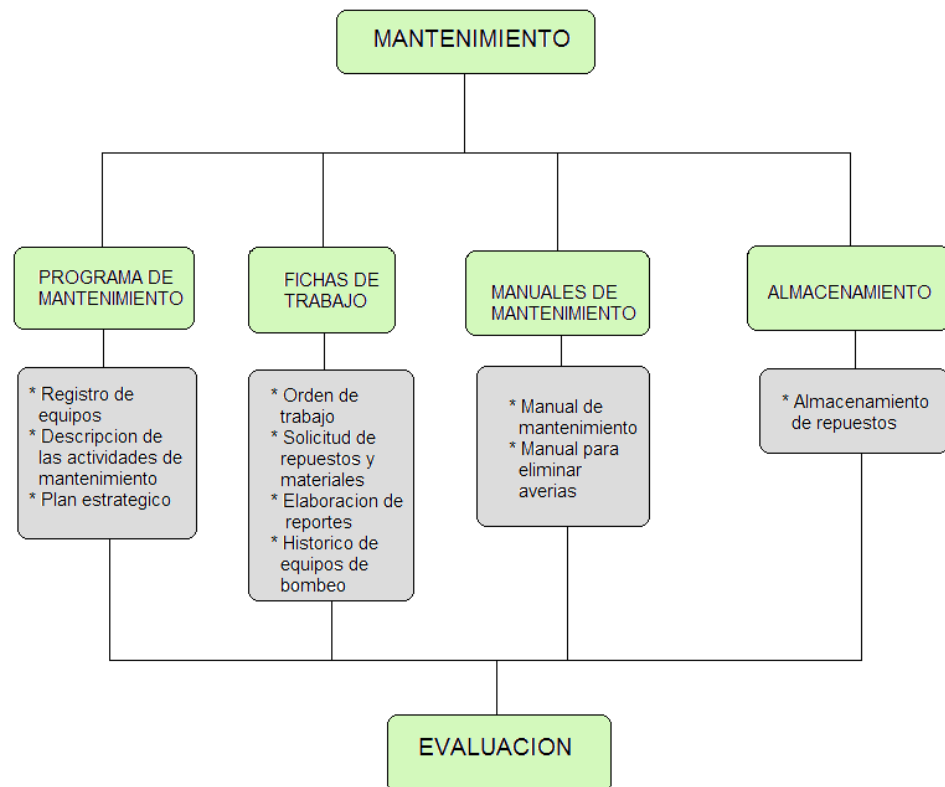 MANTENIMIENTO
PROGRAMA DE
MANTENIMIENTO
FICHAS DE
TRABAJO
MANUALES DE
MANTENIMIENTO
ALMACENAMIENTO
* Registro de
equipos
* Descripcion de
las actividades de
mantenimiento
* Plan estrategico
* Orden de
trabajo
* Solicitud de
repuestos y
materiales
* Elaboracion de
reportes
* Historico de
equipos de
bombeo
* Manual de
mantenimiento
* Manual para
eliminar
averias
* Almacenamiento
de repuestos
EVALUACION